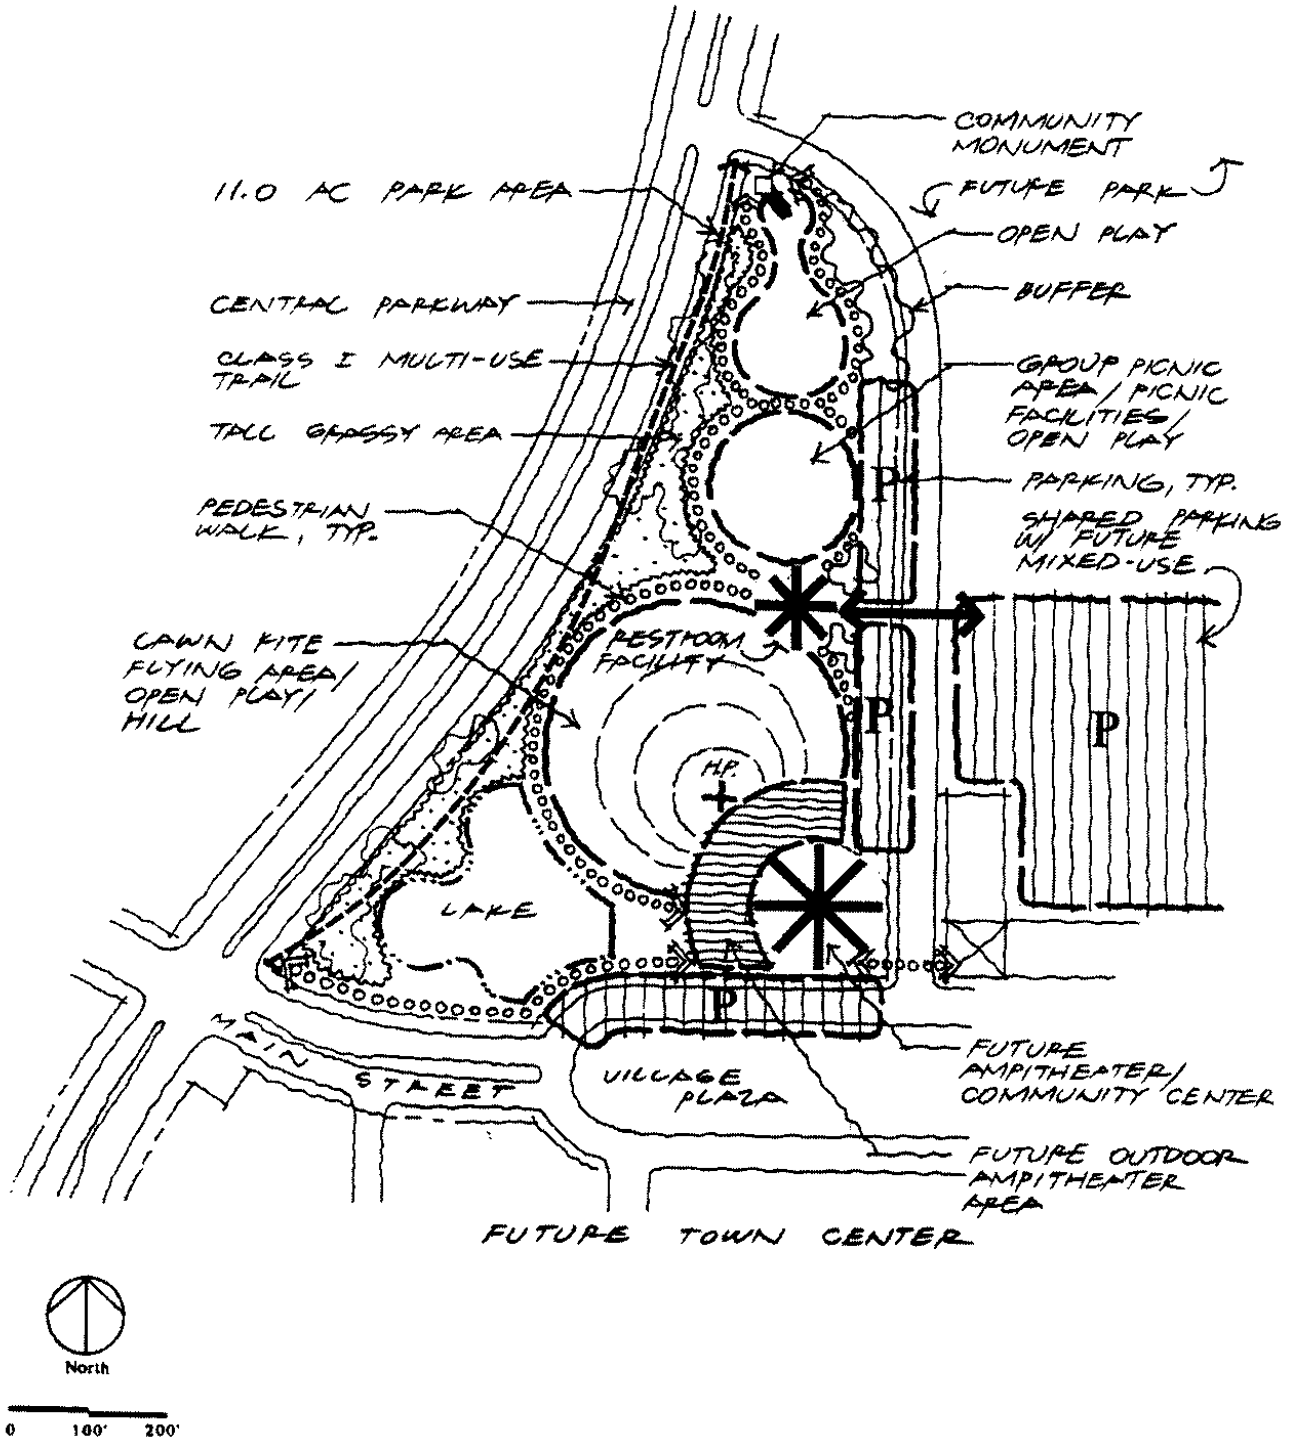 COMMUNITY
MONUMENT
11.0 AC PARK AREA
FUTURE PARK
OPEN PLAY
CENTRAL PARKWAY
BUFFER
CLASS I MULTI-USE
TRAIL
GROUP PICNIC
AREA/PICNIC
FACILITIES/
OPEN PLAY
TALL GRASSY AREA
P
PARKING, TYP.
PEDESTRIAN
WALK, TYP.
SHARED PARKING
W/ FUTURE
MIXED-USE
LAWN KITE
FLYING AREA/
OPEN PLAY/
HILL
RESTROOM
FACILITY
P
P
H.P.
LAKE
P
MAIN STREET
VILLAGE
PLAZA
FUTURE
AMPITHEATER/
COMMUNITY CENTER
FUTURE OUTDOOR
AMPITHEATER
AREA
FUTURE TOWN CENTER
North
0 100' 200'